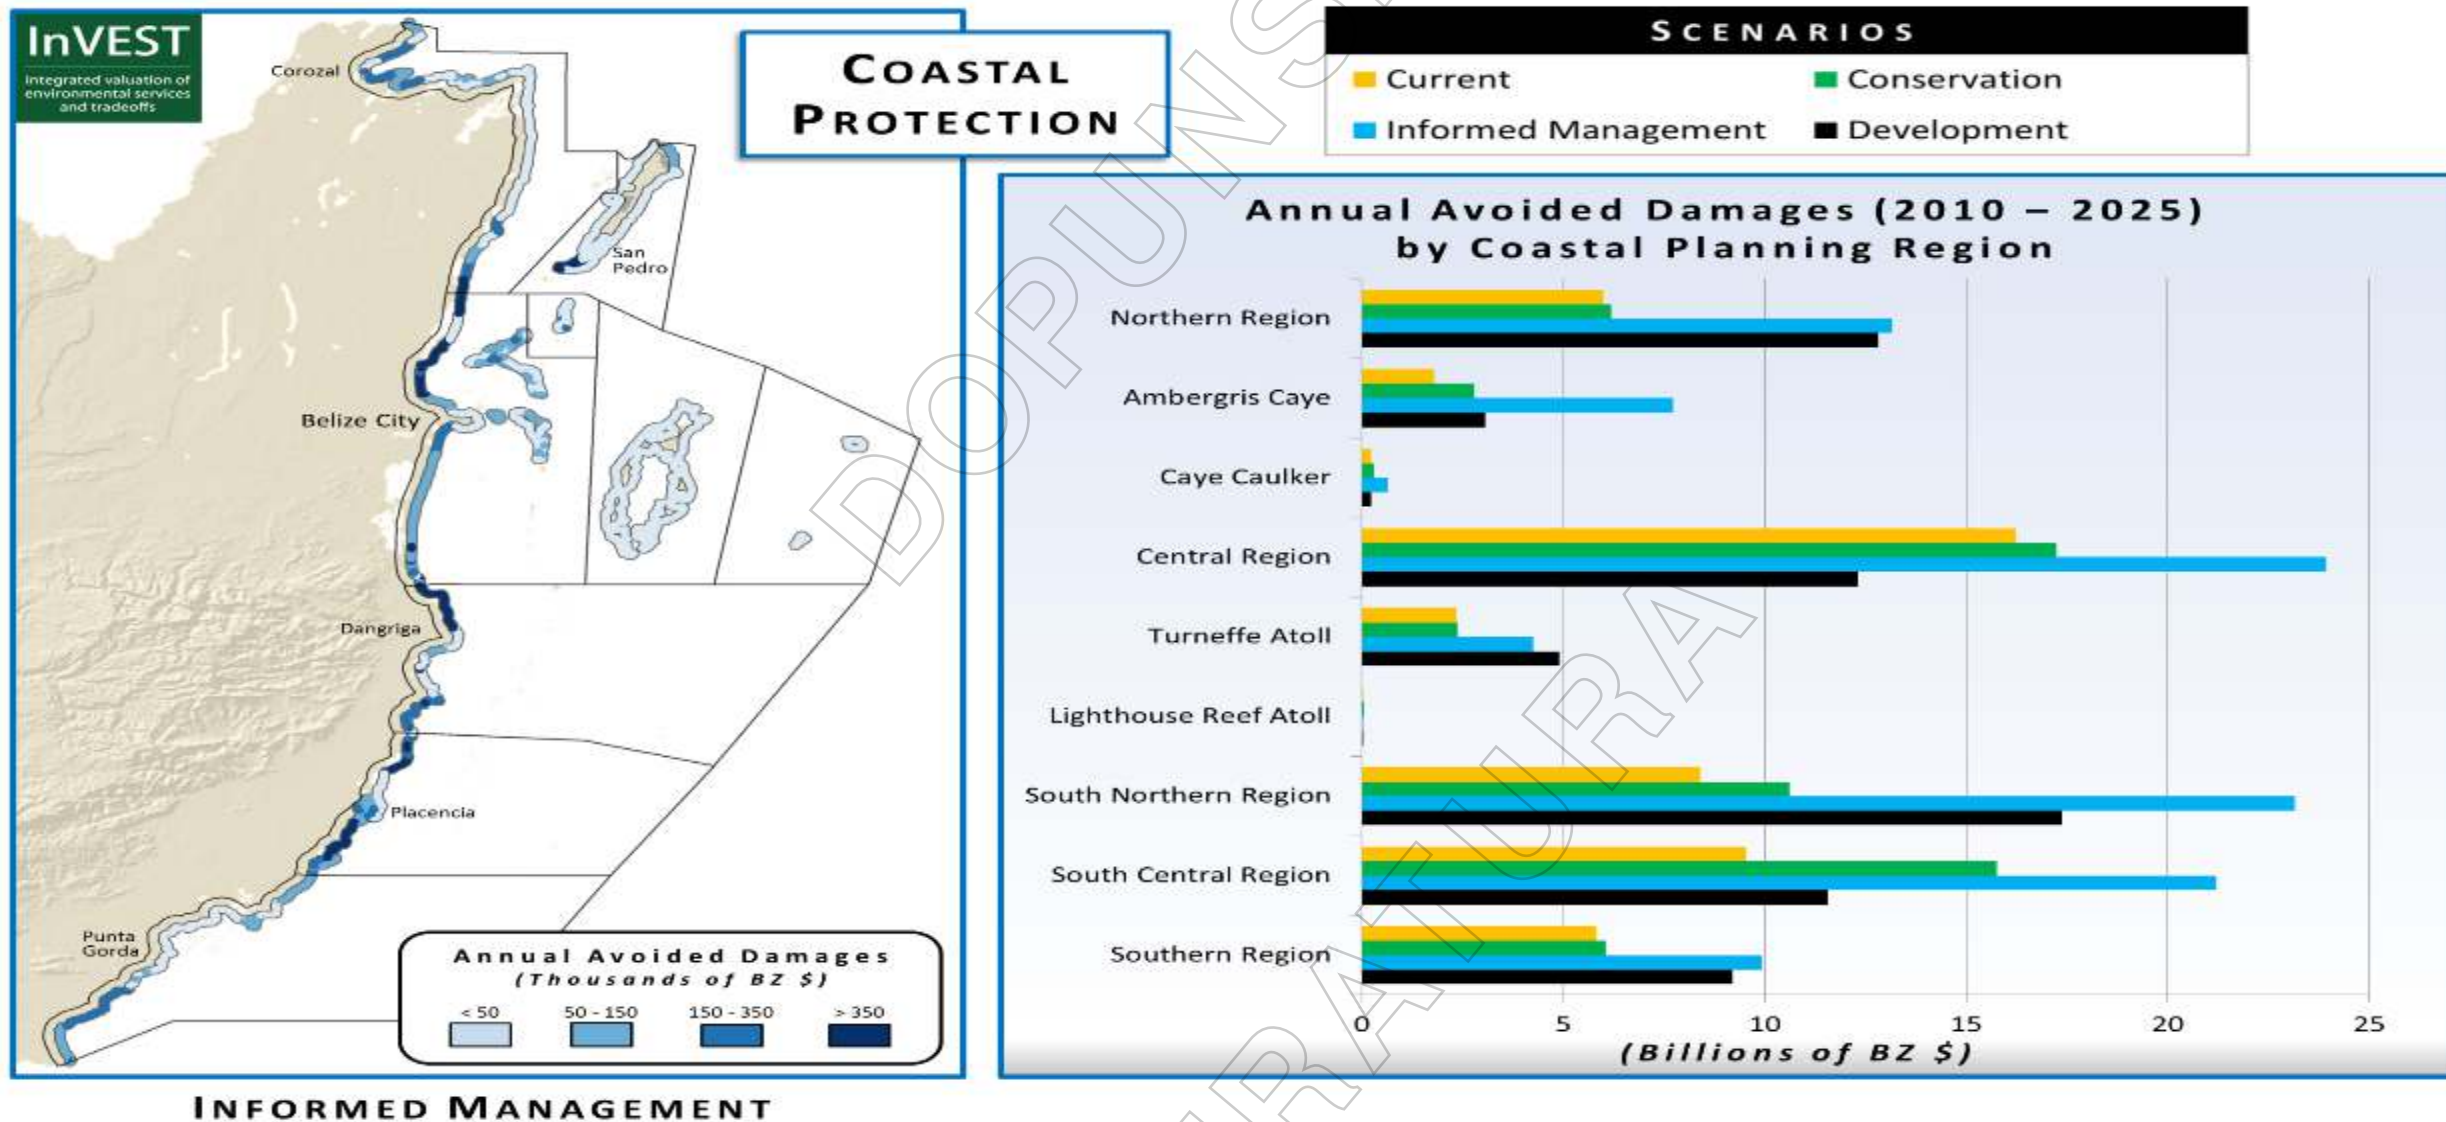 InVEST
Integrated valuation of
environmental services
and tradeoffs
COASTAL
PROTECTION
Corozal
San
Pedro
Belize City
Dangriga
Placencia
Punta
Gorda
Annual Avoided Damages
(Thousands of BZ $)
< 50 50 - 150 150 - 350 > 350
INFORMED MANAGEMENT
SCENARIOS
Current Conservation
Informed Management Development
Annual Avoided Damages (2010 – 2025)
by Coastal Planning Region
Northern Region
Ambergris Caye
Caye Caulker
Central Region
Turneffe Atoll
Lighthouse Reef Atoll
South Northern Region
South Central Region
Southern Region
0 5 10 15 20 25
(Billions of BZ $)